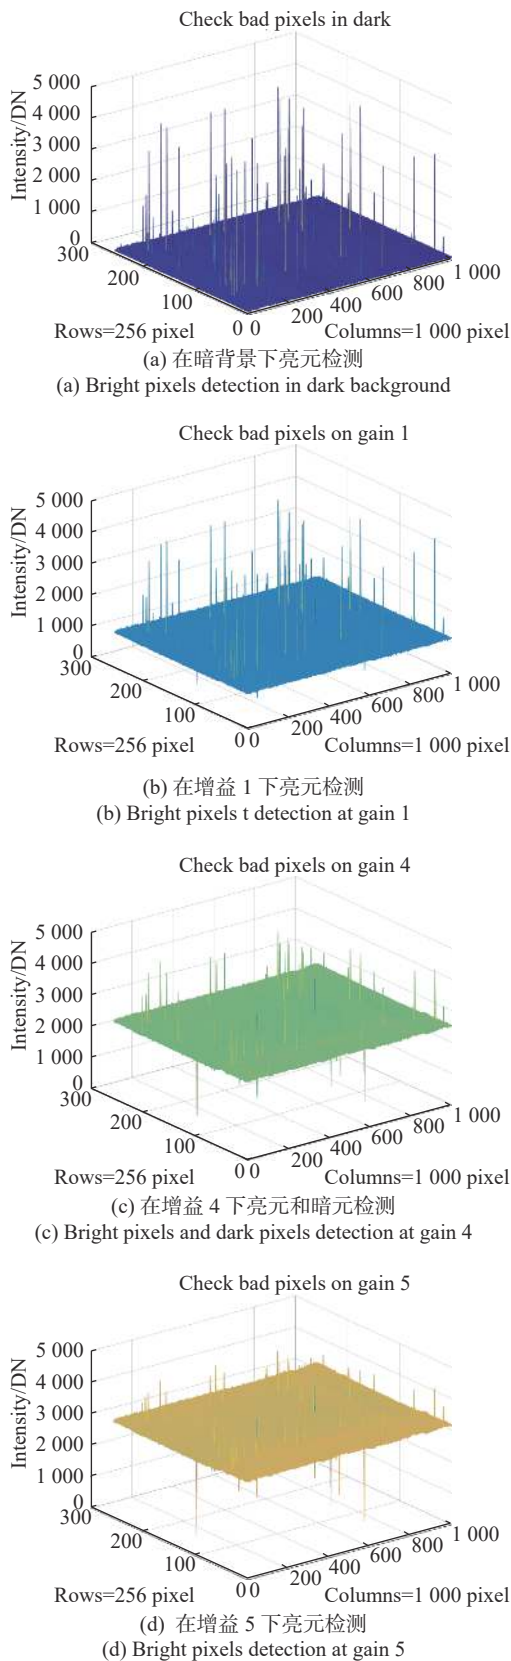 Check bad pixels in dark
5 000
4 000
3 000
2 000
1 000
0
Intensity/DN
300
200
100
0
0
200
400
600
800
1 000
Rows=256 pixel
Columns=1 000 pixel
(a) 在暗背景下亮元检测
(a) Bright pixels detection in dark background
Check bad pixels on gain 1
5 000
4 000
3 000
2 000
1 000
0
Intensity/DN
300
200
100
0
0
200
400
600
800
1 000
Rows=256 pixel
Columns=1 000 pixel
(b) 在增益 1 下亮元检测
(b) Bright pixels t detection at gain 1
Check bad pixels on gain 4
5 000
4 000
3 000
2 000
1 000
0
Intensity/DN
300
200
100
0
0
200
400
600
800
1 000
Rows=256 pixel
Columns=1 000 pixel
(c) 在增益 4 下亮元和暗元检测
(c) Bright pixels and dark pixels detection at gain 4
Check bad pixels on gain 5
5 000
4 000
3 000
2 000
1 000
0
Intensity/DN
300
200
100
0
0
200
400
600
800
1 000
Rows=256 pixel
Columns=1 000 pixel
(d) 在增益 5 下亮元检测
(d) Bright pixels detection at gain 5